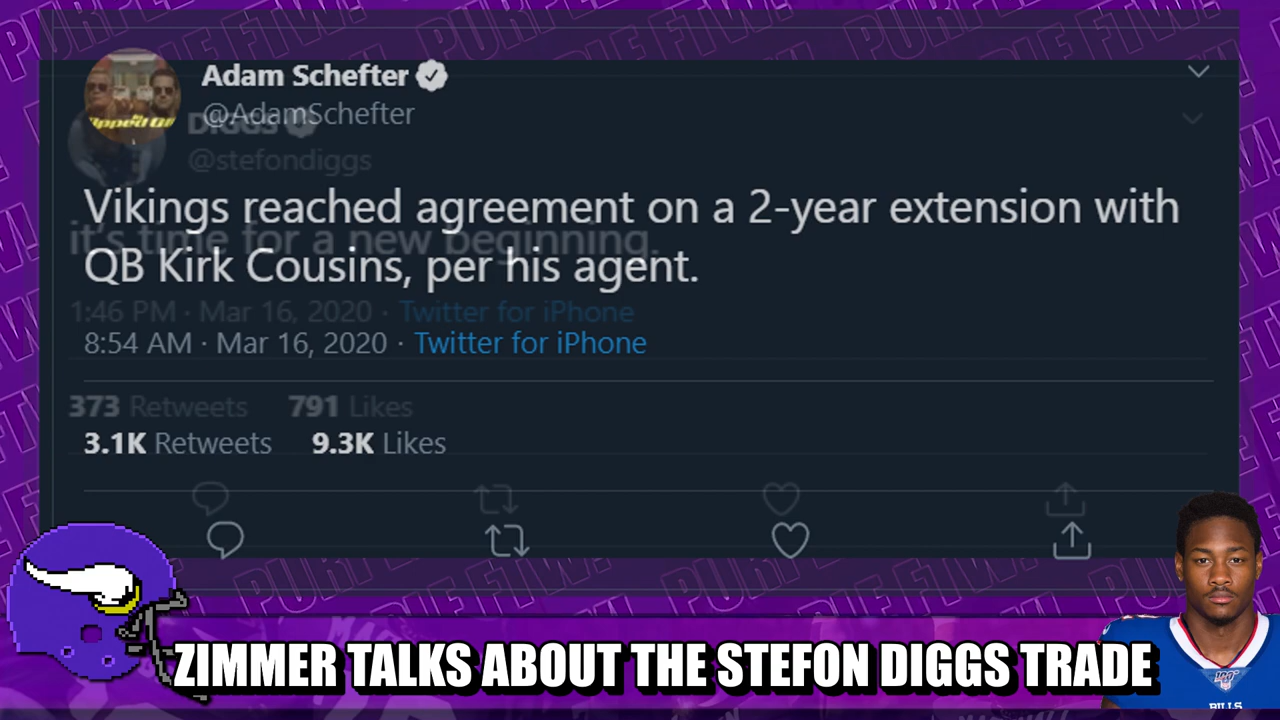 Adam Schefter
@AdamSchefter
DIGGS
@stefondiggs
Vikings reached agreement on a 2-year extension with
it's time for a new beginning.
QB Kirk Cousins, per his agent.
1:46 PM · Mar 16, 2020 · Twitter for iPhone
8:54 AM · Mar 16, 2020 · Twitter for iPhone
373 Retweets 791 Likes
3.1K Retweets 9.3K Likes
ZIMMER TALKS ABOUT THE STEFON DIGGS TRADE
BILLS
PURPLE FTW!